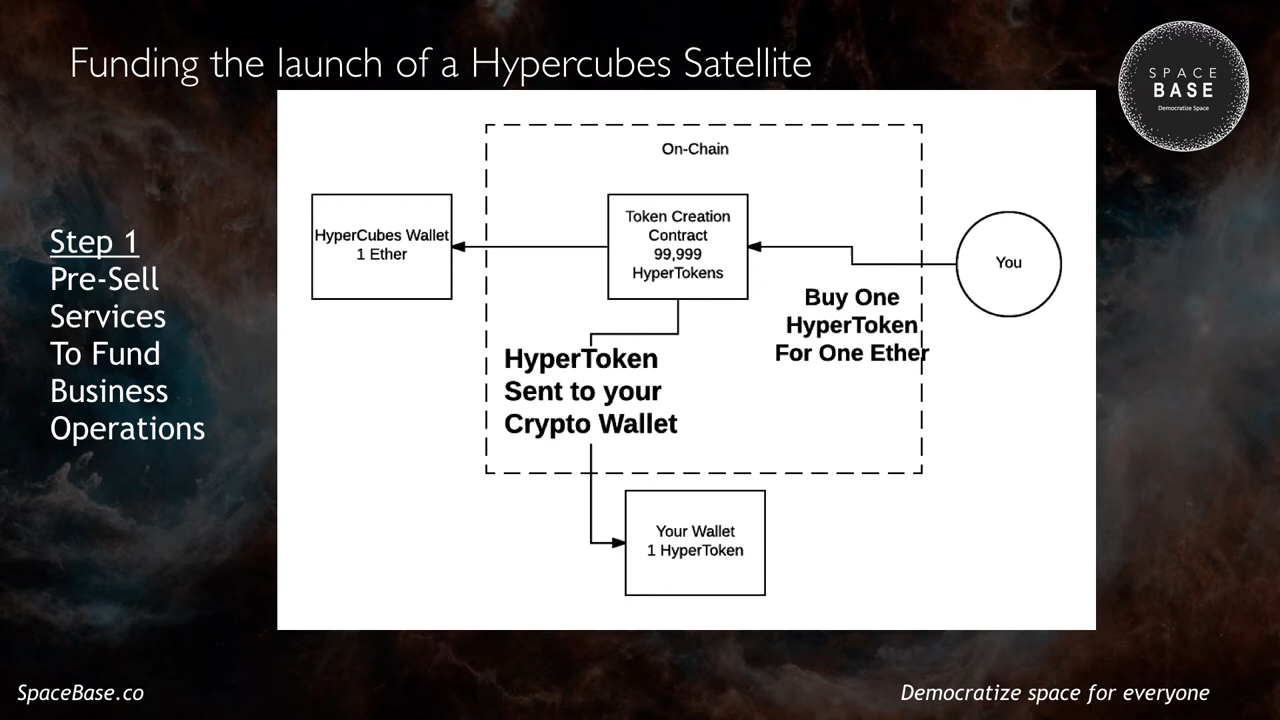 Funding the launch of a Hypercubes Satellite
SPACE
BASE
Democratize Space
On-Chain
HyperCubes Wallet
1 Ether
Token Creation
Contract
99,999
HyperTokens
You
Step 1
Pre-Sell
Services
To Fund
Business
Operations
Buy One
HyperToken
For One Ether
HyperToken
Sent to your
Crypto Wallet
Your Wallet
1 HyperToken
SpaceBase.co
Democratize space for everyone